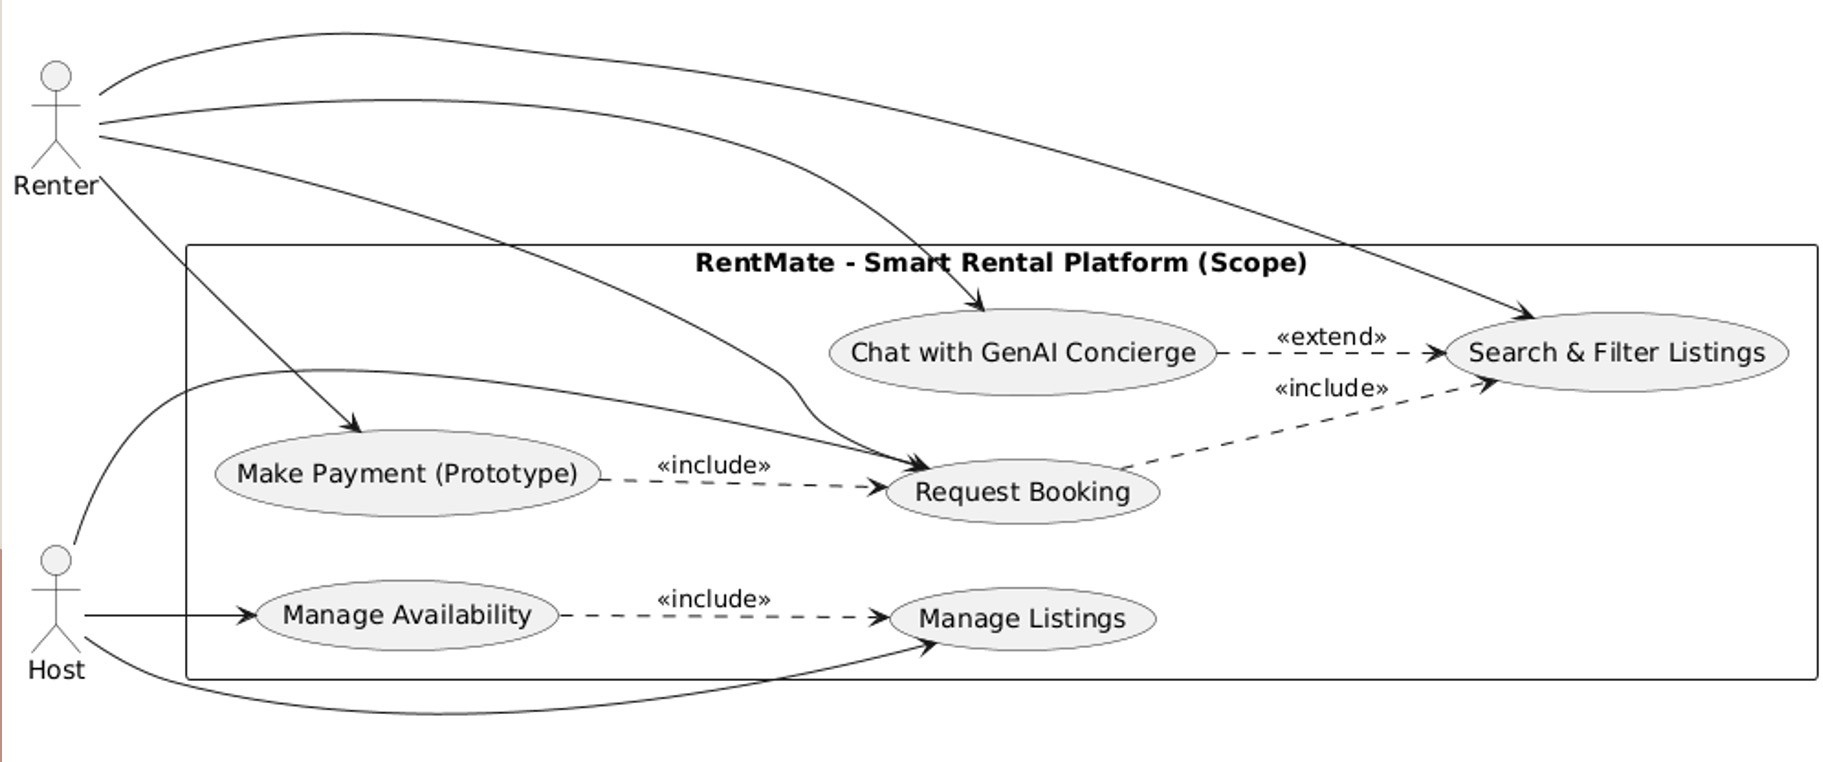 Renter
RentMate - Smart Rental Platform (Scope)
Chat with GenAI Concierge
«extend»
Search & Filter Listings
«include»
Make Payment (Prototype)
«include»
Request Booking
Host
Manage Availability
«include»
Manage Listings